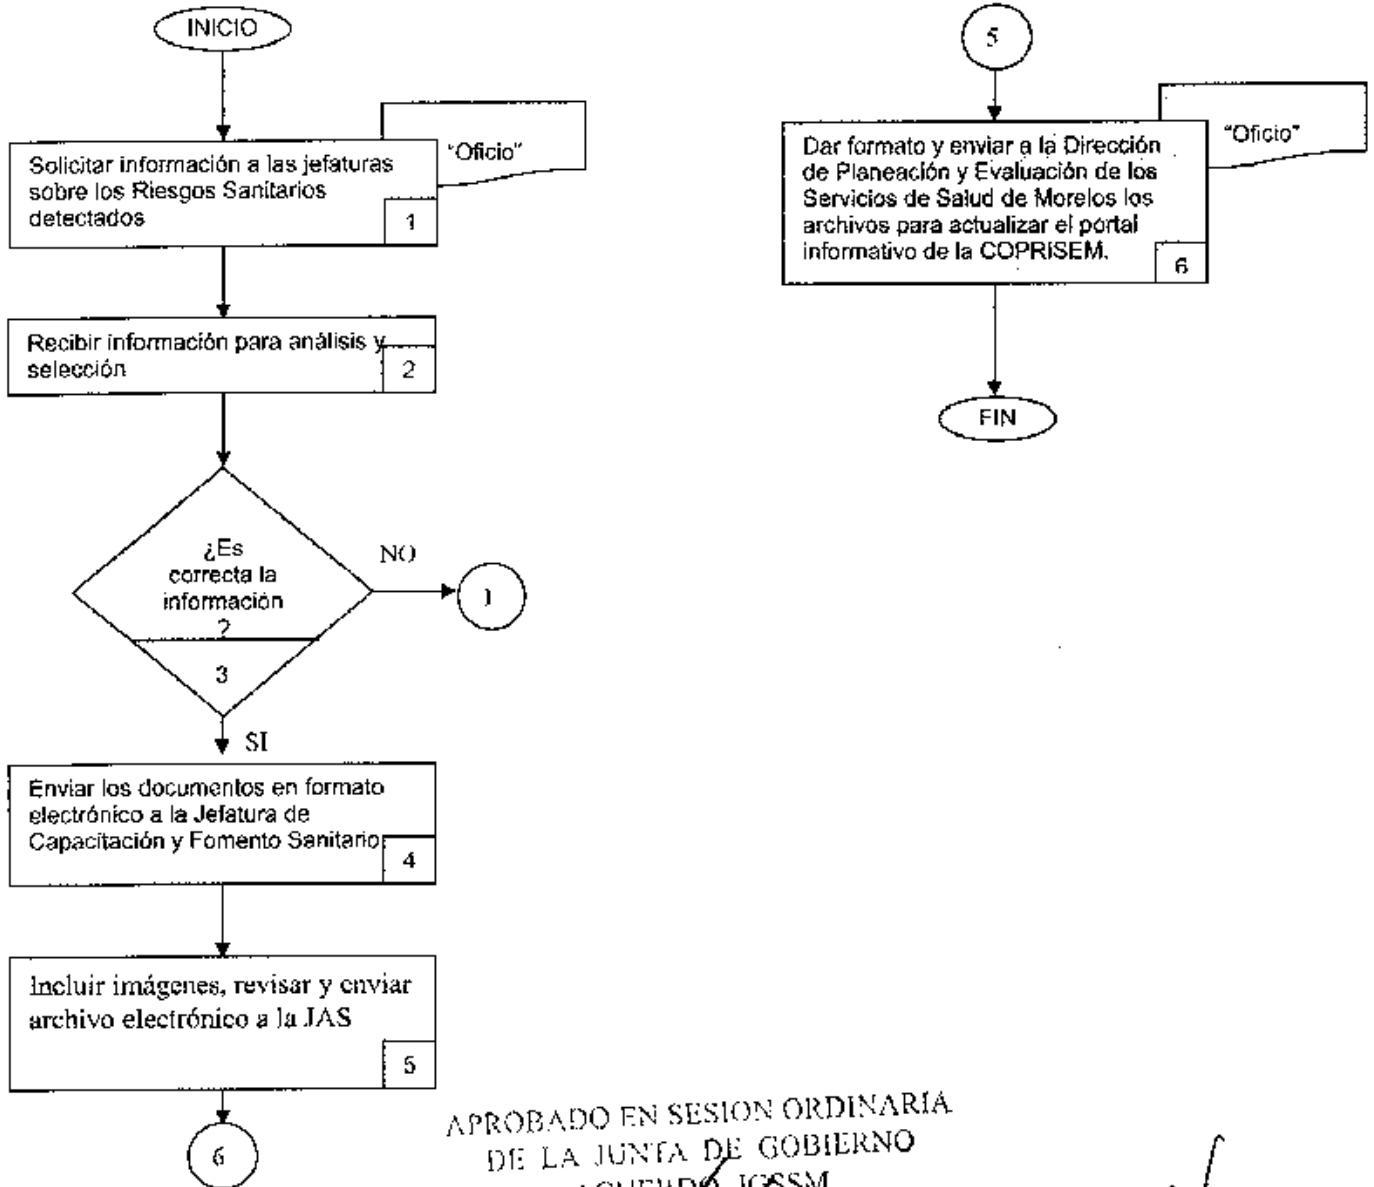 INICIO
"Oficio"
Solicitar información a las jefaturas
sobre los Riesgos Sanitarios
detectados
1
Recibir información para análisis y
selección
2
¿Es
correcta la
información
?
3
NO
1
SI
Enviar los documentos en formato
electrónico a la Jefatura de
Capacitación y Fomento Sanitario
4
Incluir imágenes, revisar y enviar
archivo electrónico a la JAS
5
6
5
"Oficio"
Dar formato y enviar a la Dirección
de Planeación y Evaluación de los
Servicios de Salud de Morelos los
archivos para actualizar el portal
informativo de la COPRISEM.
6
FIN
APROBADO EN SESION ORDINARIA
DE LA JUNTA DE GOBIERNO
ACUERDO JGSSM